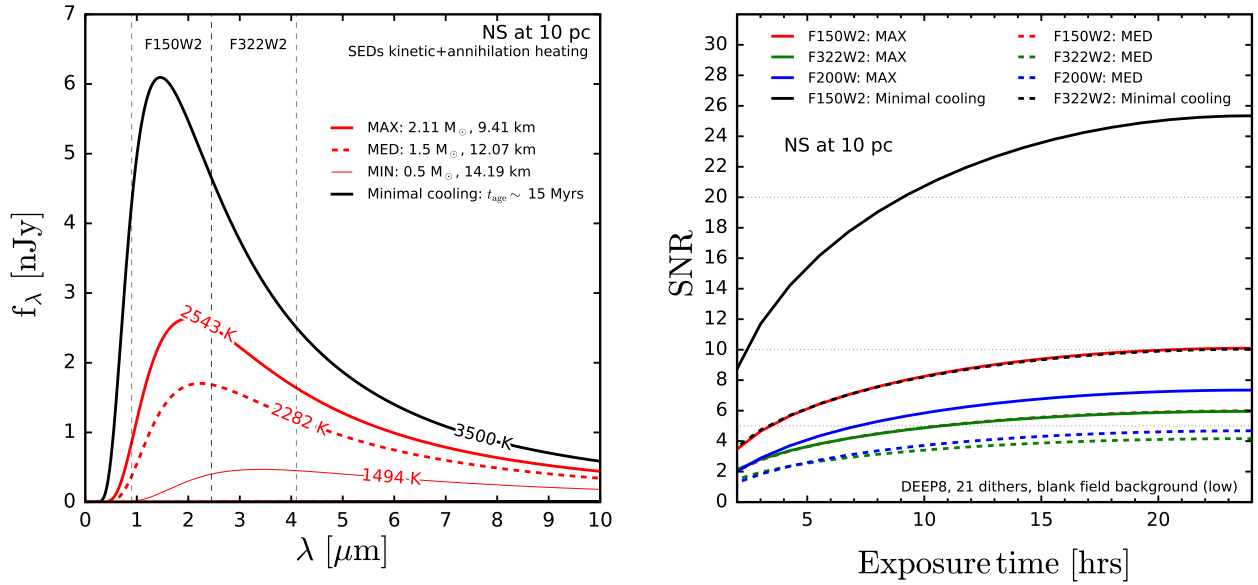 NS at 10 pc
SEDs kinetic+annihilation heating
F150W2
F322W2
MAX: 2.11 M⊙, 9.41 km
MED: 1.5 M⊙, 12.07 km
MIN: 0.5 M⊙, 14.19 km
Minimal cooling: t_age ∼ 15 Myrs
2543 K
2282 K
3500 K
1494 K
7
6
5
4
3
2
1
0
f_λ [nJy]
0 1 2 3 4 5 6 7 8 9 10
λ [μm]
F150W2: MAX
F322W2: MAX
F200W: MAX
F150W2: Minimal cooling
F150W2: MED
F322W2: MED
F200W: MED
F322W2: Minimal cooling
NS at 10 pc
DEEP8, 21 dithers, blank field background (low)
30
28
26
24
22
20
18
16
14
12
10
8
6
4
2
0
SNR
5 10 15 20
Exposure time [hrs]